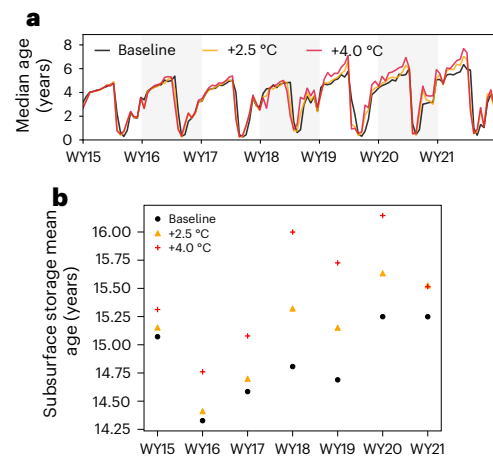 a
Median age
(years)
8
6
4
2
0
Baseline +2.5 °C +4.0 °C
WY15 WY16 WY17 WY18 WY19 WY20 WY21
b
Subsurface storage mean
age (years)
Baseline
+2.5 °C
+4.0 °C
16.00
15.75
15.50
15.25
15.00
14.75
14.50
14.25
WY15 WY16 WY17 WY18 WY19 WY20 WY21